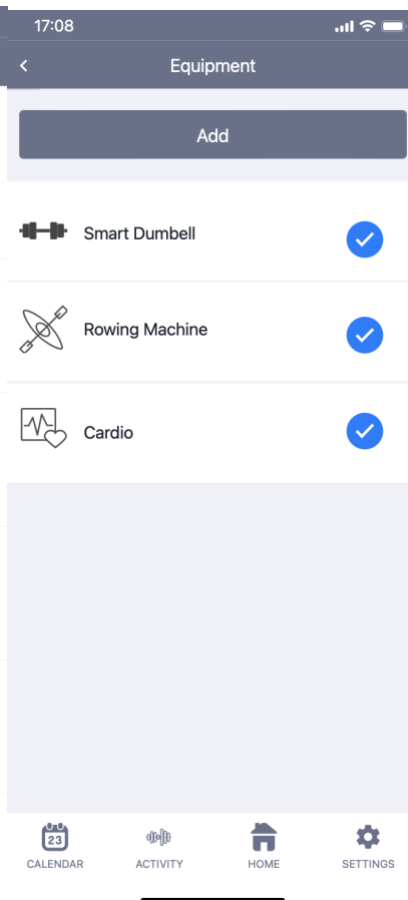 17:08
Equipment
Add
Smart Dumbell
Rowing Machine
Cardio
23
CALENDAR
ACTIVITY
HOME
SETTINGS